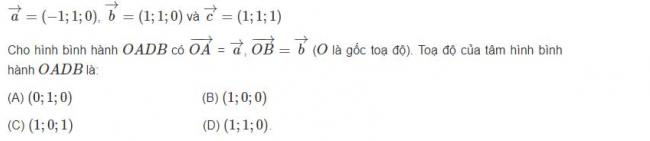 $\overrightarrow{a} = (-1; 1; 0)$, $\overrightarrow{b} = (1; 1; 0)$ và $\overrightarrow{c} = (1; 1; 1)$
Cho hình bình hành $OADB$ có $\overrightarrow{OA}$ = $\overrightarrow{a}$, $\overrightarrow{OB} = \overrightarrow{b}$ ($O$ là gốc toạ độ). Toạ độ của tâm hình bình
hành $OADB$ là:
(A) $(0; 1; 0)$ (B) $(1; 0; 0)$
(C) $(1; 0; 1)$ (D) $(1; 1; 0)$.